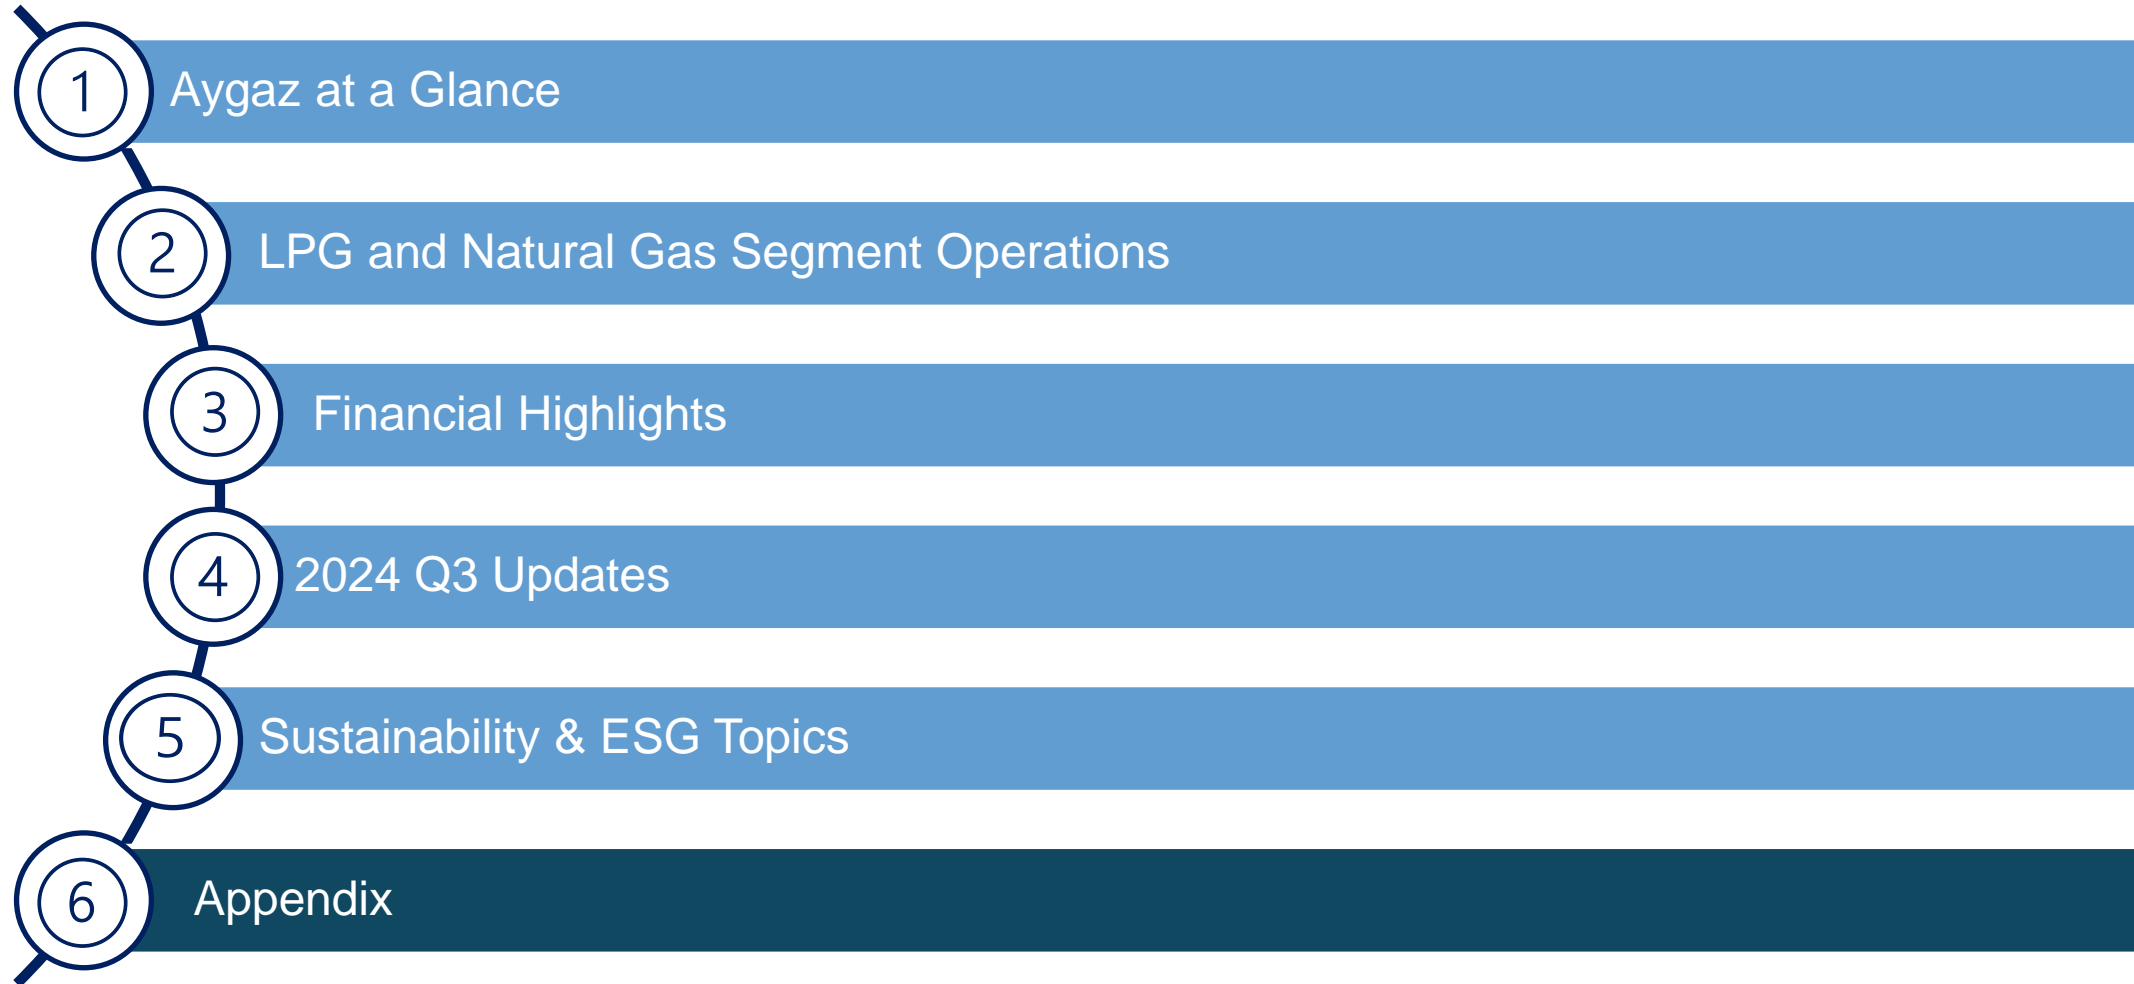 1 Aygaz at a Glance
2 LPG and Natural Gas Segment Operations
3 Financial Highlights
4 2024 Q3 Updates
5 Sustainability & ESG Topics
6 Appendix